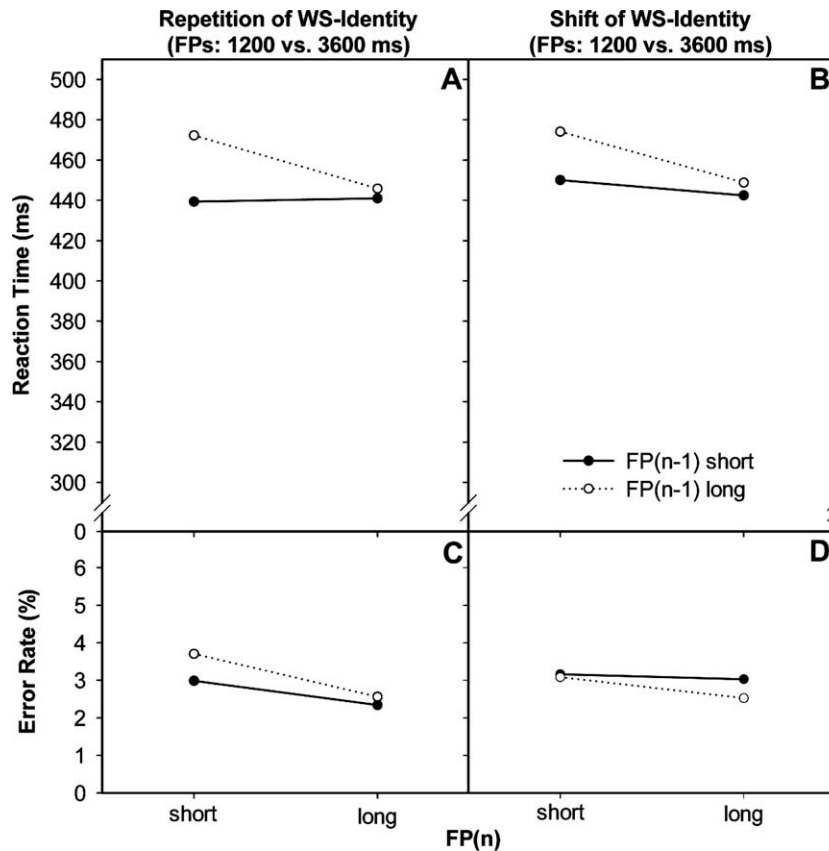 Repetition of WS-Identity
(FPs: 1200 vs. 3600 ms)
Shift of WS-Identity
(FPs: 1200 vs. 3600 ms)
A
B
500
480
460
440
420
400
380
360
340
320
300
0
Reaction Time (ms)
FP(n-1) short
FP(n-1) long
C
D
6
5
4
3
2
1
0
Error Rate (%)
short
long
short
long
FP(n)